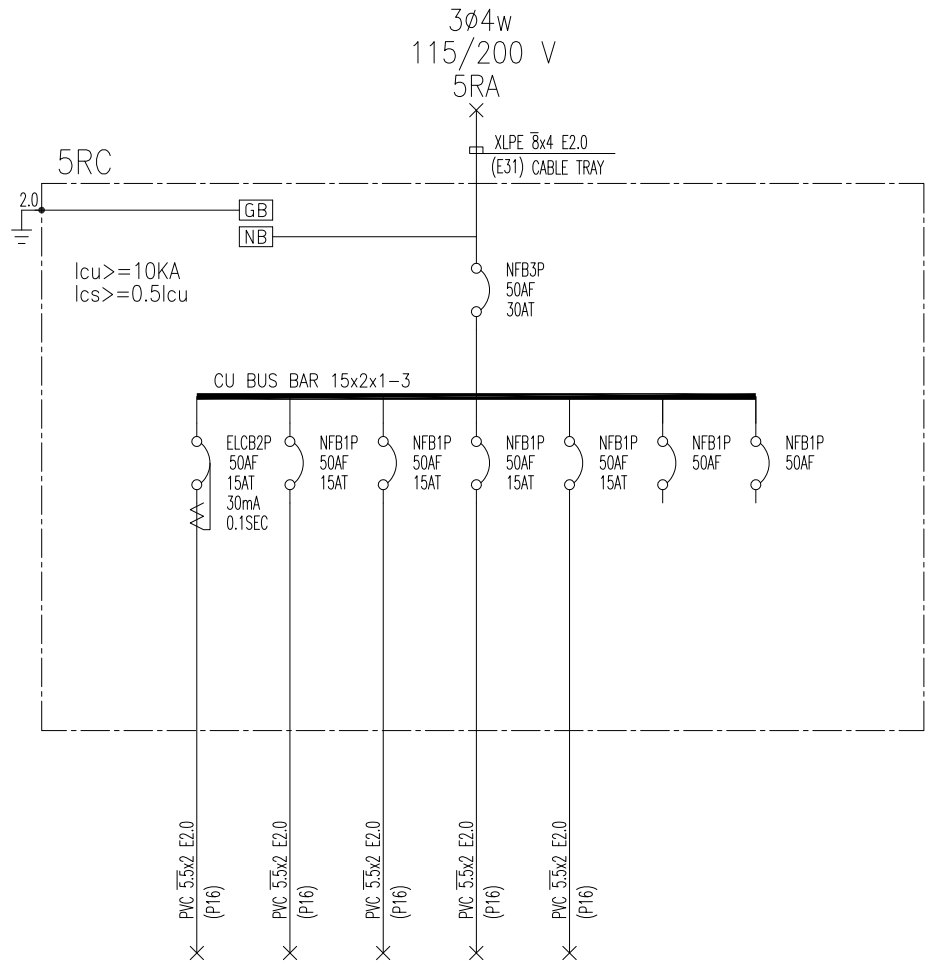 3ø4w
115/200 V
5RA
XLPE 8x4 E2.0
(E31) CABLE TRAY
5RC
2.0
GB
NB
Icu>=10KA
Ics>=0.5Icu
NFB3P
50AF
30AT
CU BUS BAR 15x2x1-3
ELCB2P
50AF
15AT
30mA
0.1SEC
NFB1P
50AF
15AT
NFB1P
50AF
15AT
NFB1P
50AF
15AT
NFB1P
50AF
15AT
NFB1P
50AF
NFB1P
50AF
PVC 5.5x2 E2.0
(P16)
PVC 5.5x2 E2.0
(P16)
PVC 5.5x2 E2.0
(P16)
PVC 5.5x2 E2.0
(P16)
PVC 5.5x2 E2.0
(P16)